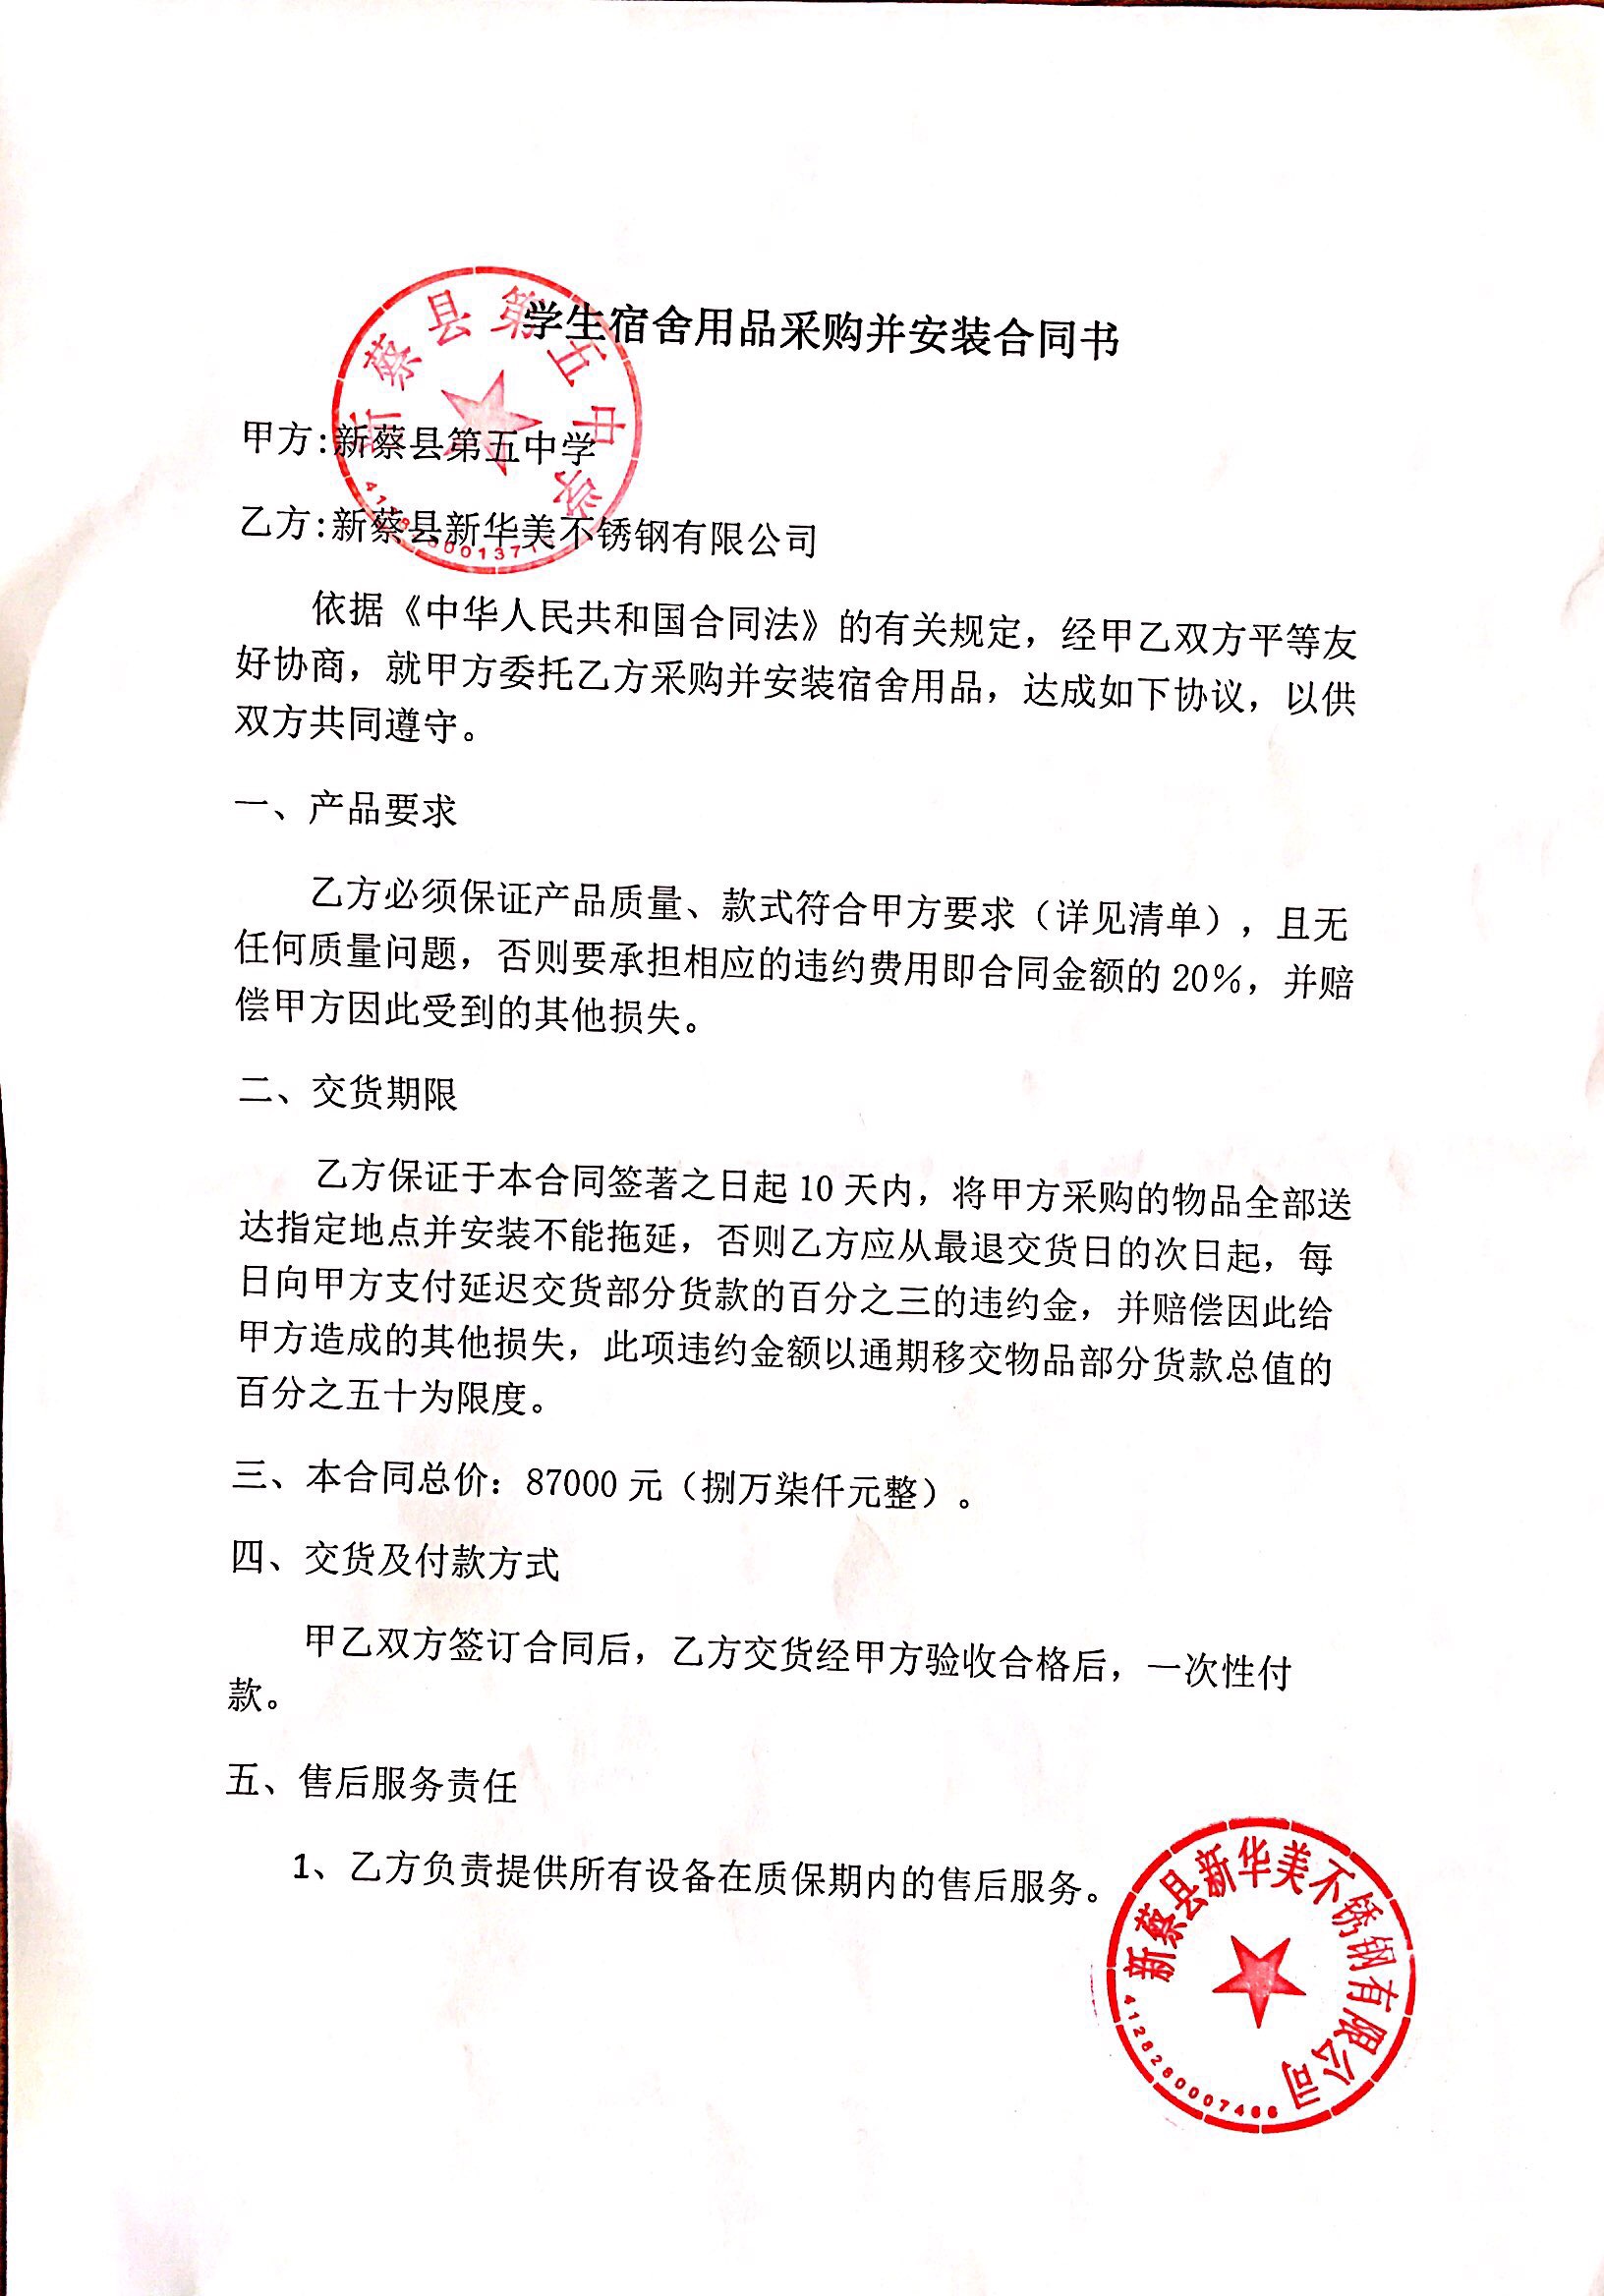 学生宿舍用品采购并安装合同书
新蔡县第五中学
甲方:新蔡县第五中学
乙方:新蔡县新华美不锈钢有限公司
依据《中华人民共和国合同法》的有关规定，经甲乙双方平等友
好协商，就甲方委托乙方采购并安装宿舍用品，达成如下协议，以供
双方共同遵守。
一、产品要求
乙方必须保证产品质量、款式符合甲方要求（详见清单），且无
任何质量问题，否则要承担相应的违约费用即合同金额的 20%，并赔
偿甲方因此受到的其他损失。
二、交货期限
乙方保证于本合同签著之日起 10 天内，将甲方采购的物品全部送
达指定地点并安装不能拖延，否则乙方应从最退交货日的次日起，每
日向甲方支付延迟交货部分货款的百分之三的违约金，并赔偿因此给
甲方造成的其他损失，此项违约金额以通期移交物品部分货款总值的
百分之五十为限度。
三、本合同总价：87000 元（捌万柒仟元整）。
四、交货及付款方式
甲乙双方签订合同后，乙方交货经甲方验收合格后，一次性付
款。
五、售后服务责任
1、乙方负责提供所有设备在质保期内的售后服务。
新蔡县新华美不锈钢有限公司
4128260007466